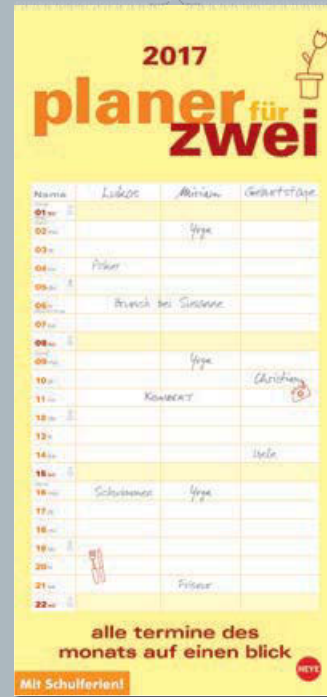 2017
planer für
zwei
Name Lukas Miriam Geburtstage
01
02 Yoga
03
04 Poker
05
06 Brunch bei Susanne
07
08
09 Yoga
10 Christian
11 KONZERT
12
13
14
15
16 Schwimmen Yoga
17
18
19
20
21 Friseur
22
alle termine des
monats auf einen blick
Mit Schulferien!
HEYE